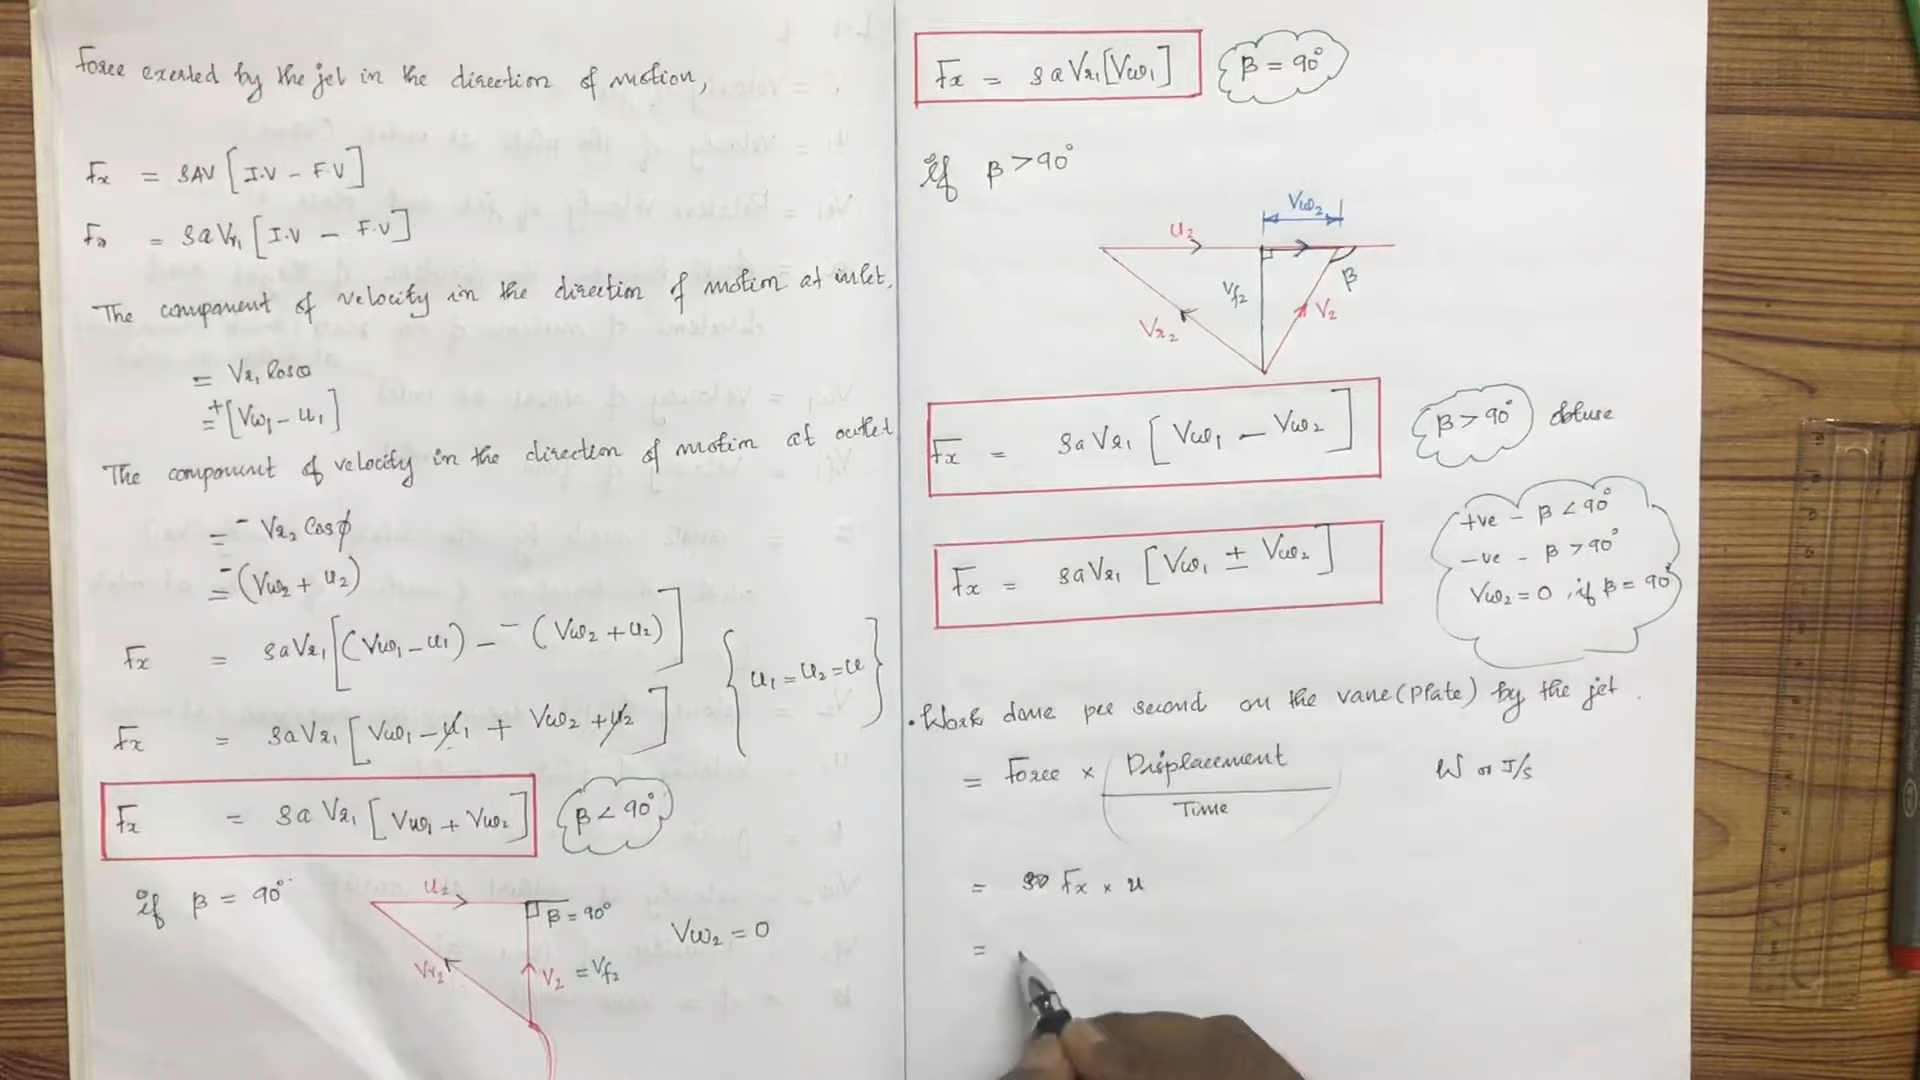 Force exerted by the jet in the direction of motion,
Fx = ρAV [I.V - F.V]
Fx = ρaVr1 [I.V - F.V]
The component of velocity in the direction of motion at inlet,
= Vr1 Cosθ
= +[Vw1 - u1]
The component of velocity in the direction of motion at outlet
= - Vr2 Cosφ
= -(Vw2 + u2)
Fx = ρaVr1 [(Vw1 - u1) - -(Vw2 + u2)]
{u1 = u2 = u}
Fx = ρaVr1 [Vw1 - u1 + Vw2 + u2]
Fx = ρaVr1 [Vw1 + Vw2] β < 90°
if β = 90°
u2
β = 90°
Vw2 = 0
Vr2
V2 = Vf2
Fx = ρaVr1 [Vw1] β = 90°
if β > 90°
Vw2
u2
Vf2
β
Vr2
V2
Fx = ρaVr1 [Vw1 - Vw2] β > 90° obtuse
Fx = ρaVr1 [Vw1 ± Vw2]
+ve - β < 90°
-ve - β > 90°
Vw2 = 0, if β = 90°
. Work done per second on the vane (Plate) by the jet.
= Force × (Displacement / Time) W or J/s
= Fx × u
=